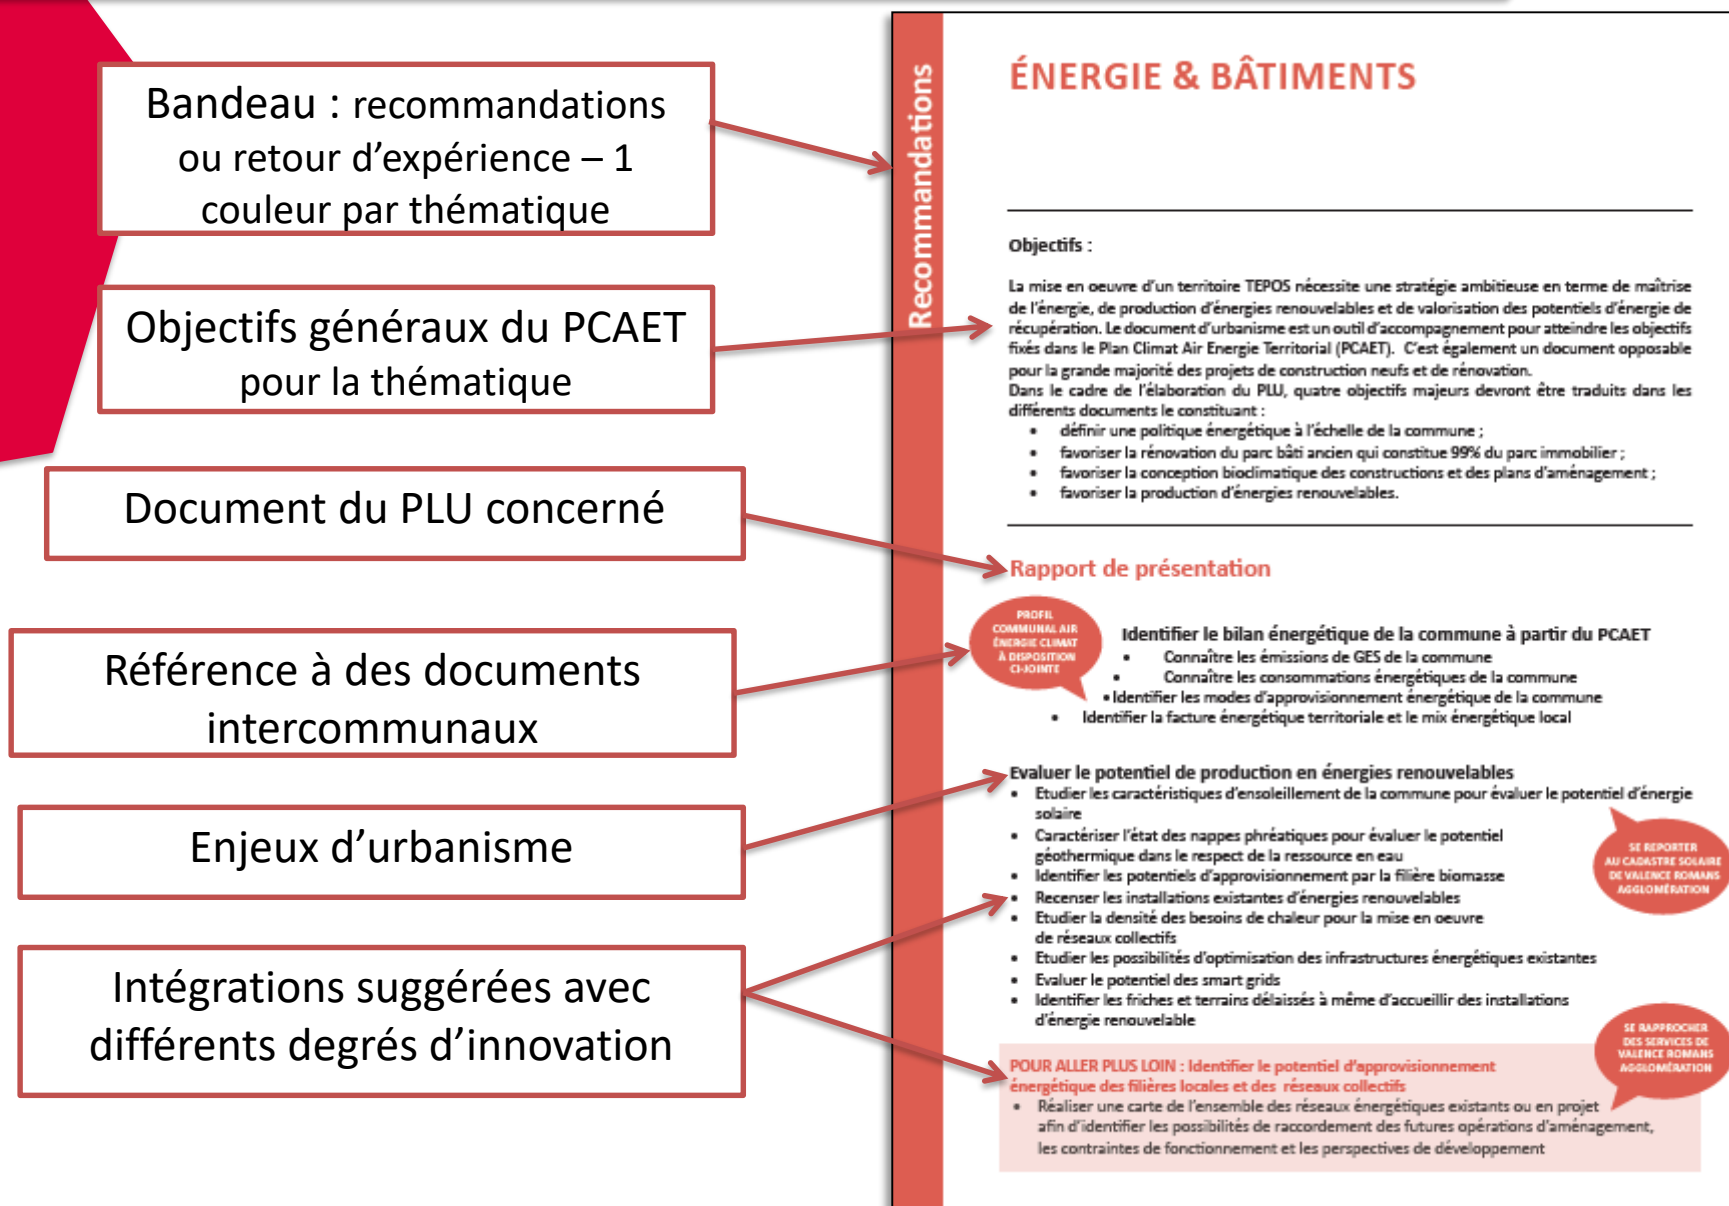 Bandeau : recommandations
ou retour d’expérience – 1
couleur par thématique
Objectifs généraux du PCAET
pour la thématique
Document du PLU concerné
Référence à des documents
intercommunaux
Enjeux d’urbanisme
Intégrations suggérées avec
différents degrés d’innovation
Recommandations
ÉNERGIE & BÂTIMENTS
Objectifs :
La mise en oeuvre d’un territoire TEPOS nécessite une stratégie ambitieuse en terme de maîtrise
de l’énergie, de production d’énergies renouvelables et de valorisation des potentiels d’énergie de
récupération. Le document d’urbanisme est un outil d’accompagnement pour atteindre les objectifs
fixés dans le Plan Climat Air Energie Territorial (PCAET). C’est également un document opposable
pour la grande majorité des projets de construction neufs et de rénovation.
Dans le cadre de l’élaboration du PLU, quatre objectifs majeurs devront être traduits dans les
différents documents le constituant :
• définir une politique énergétique à l’échelle de la commune ;
• favoriser la rénovation du parc bâti ancien qui constitue 99% du parc immobilier ;
• favoriser la conception bioclimatique des constructions et des plans d’aménagement ;
• favoriser la production d’énergies renouvelables.
Rapport de présentation
PROFIL
COMMUNAL AIR
ÉNERGIE CLIMAT
À DISPOSITION
CI-JOINTE
Identifier le bilan énergétique de la commune à partir du PCAET
• Connaître les émissions de GES de la commune
• Connaître les consommations énergétiques de la commune
• Identifier les modes d’approvisionnement énergétique de la commune
• Identifier la facture énergétique territoriale et le mix énergétique local
Evaluer le potentiel de production en énergies renouvelables
• Etudier les caractéristiques d’ensoleillement de la commune pour évaluer le potentiel d’énergie
solaire
• Caractériser l’état des nappes phréatiques pour évaluer le potentiel
géothermique dans le respect de la ressource en eau
• Identifier les potentiels d’approvisionnement par la filière biomasse
• Recenser les installations existantes d’énergies renouvelables
• Etudier la densité des besoins de chaleur pour la mise en oeuvre
de réseaux collectifs
• Etudier les possibilités d’optimisation des infrastructures énergétiques existantes
• Evaluer le potentiel des smart grids
• Identifier les friches et terrains délaissés à même d’accueillir des installations
d’énergie renouvelable
SE REPORTER
AU CADASTRE SOLAIRE
DE VALENCE ROMANS
AGGLOMÉRATION
SE RAPPROCHER
DES SERVICES DE
VALENCE ROMANS
AGGLOMÉRATION
POUR ALLER PLUS LOIN : Identifier le potentiel d’approvisionnement
énergétique des filières locales et des réseaux collectifs
• Réaliser une carte de l’ensemble des réseaux énergétiques existants ou en projet
afin d’identifier les possibilités de raccordement des futures opérations d’aménagement,
les contraintes de fonctionnement et les perspectives de développement